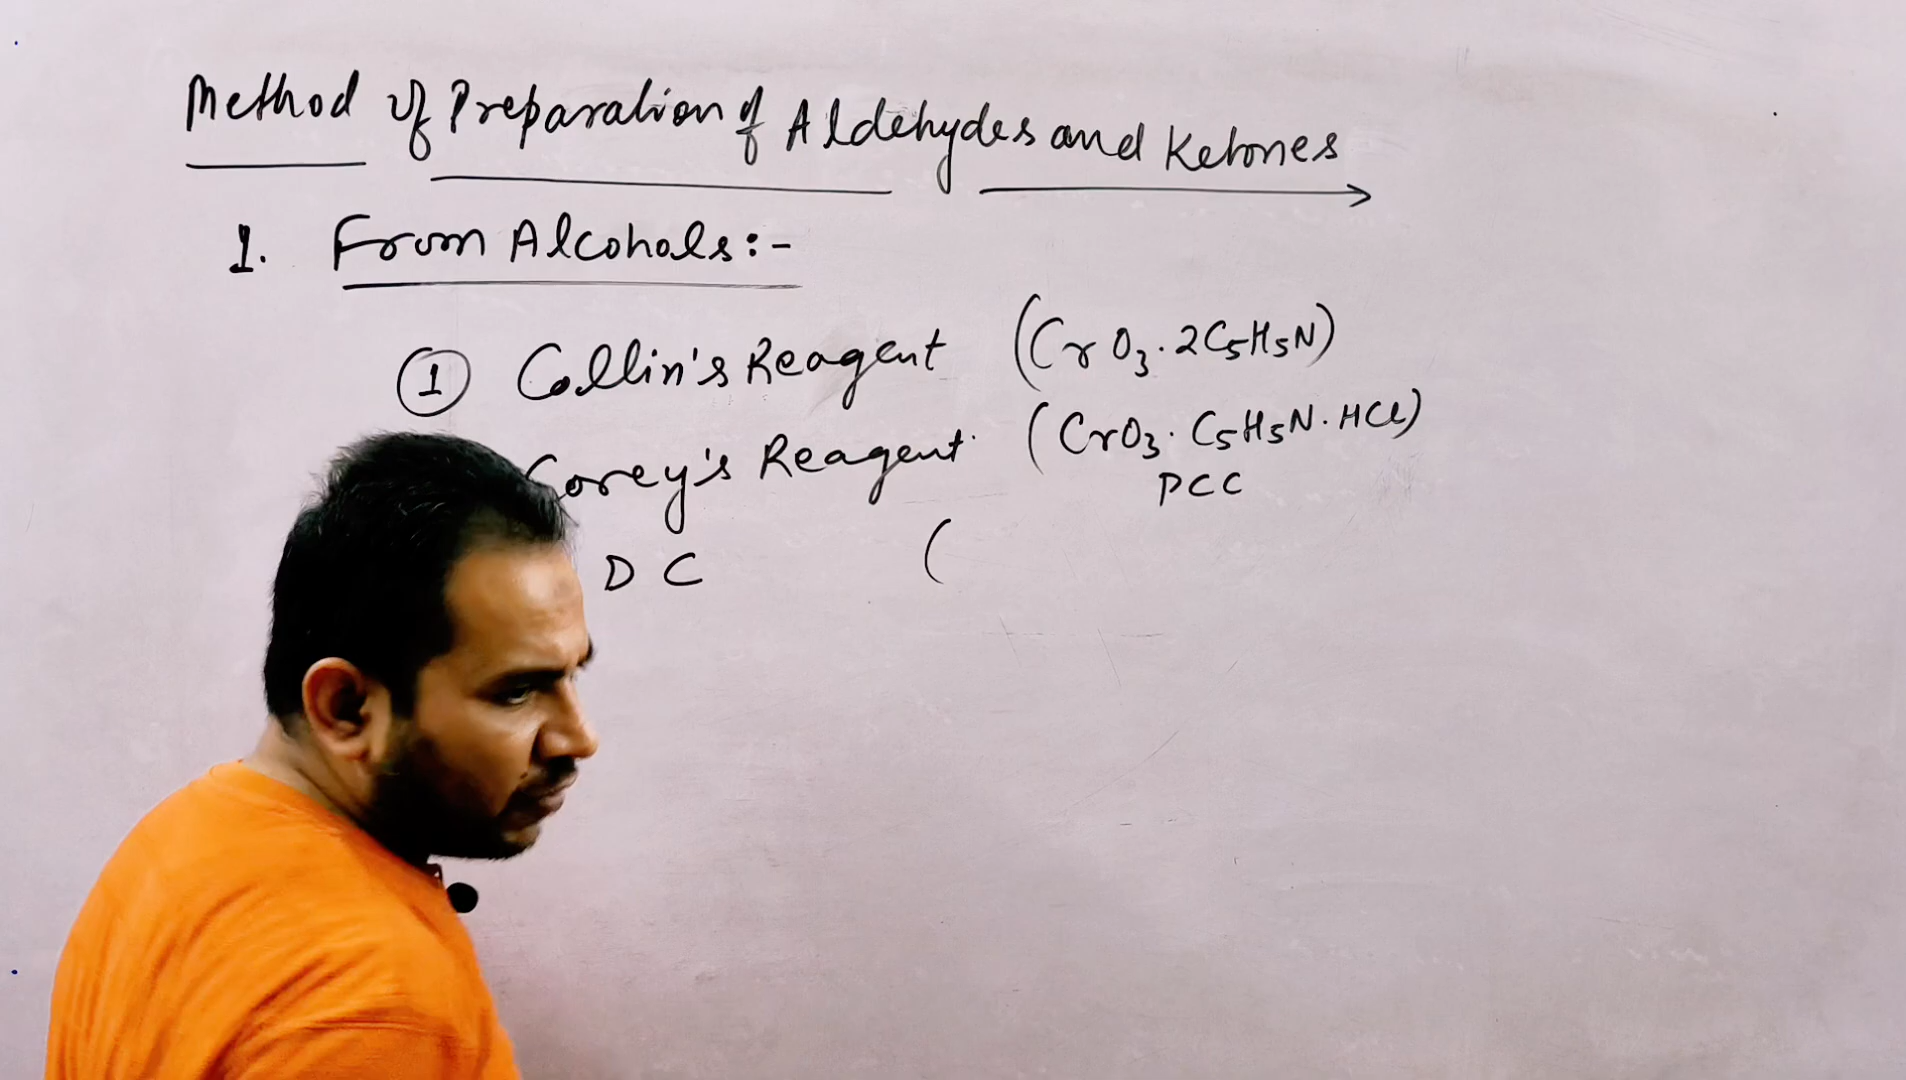 Method of Preparation of Aldehydes and Ketones
1. From Alcohols:-
1 Collin's Reagent (CrO₃·2C₅H₅N)
Corey's Reagent (CrO₃·C₅H₅N·HCl)
PCC
D C (